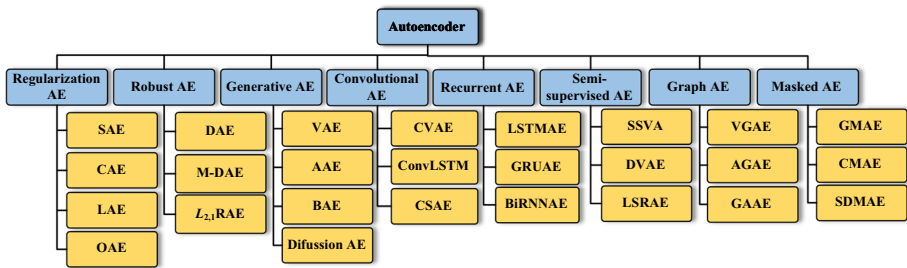 Autoencoder
Regularization
AE
Robust AE
Generative AE
Convolutional
AE
Recurrent AE
Semi-
supervised AE
Graph AE
Masked AE
SAE
CAE
LAE
OAE
DAE
M-DAE
L2,1RAE
VAE
AAE
BAE
Difussion AE
CVAE
ConvLSTM
CSAE
LSTMAE
GRUAE
BiRNNAE
SSVA
DVAE
LSRAE
VGAE
AGAE
GAAE
GMAE
CMAE
SDMAE